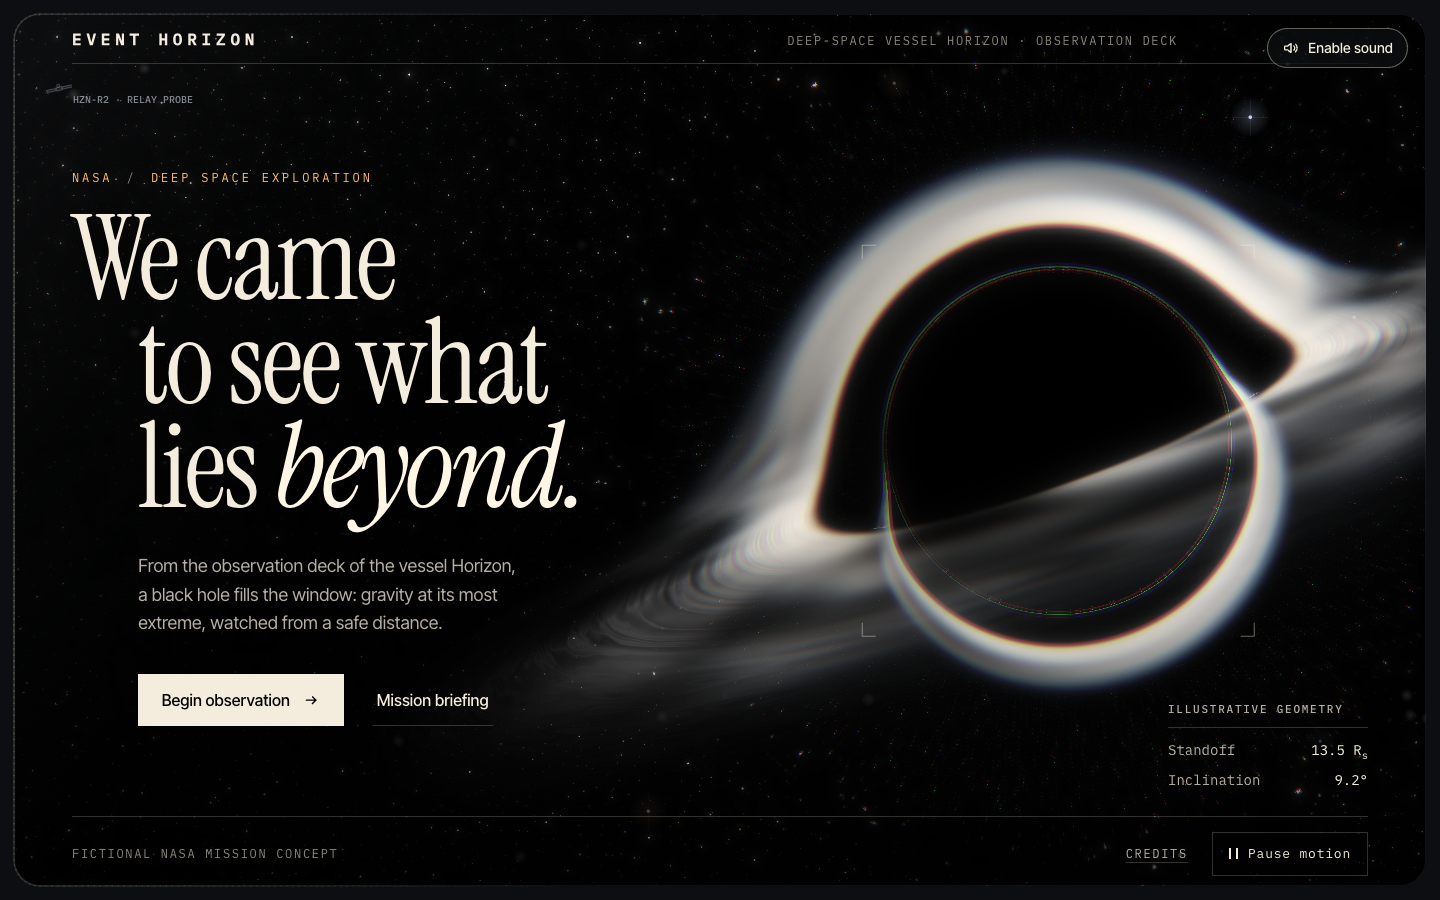 EVENT HORIZON
DEEP-SPACE VESSEL HORIZON · OBSERVATION DECK
Enable sound
HZN-R2 · RELAY PROBE
NASA / DEEP SPACE EXPLORATION
We came
to see what
lies beyond.
From the observation deck of the vessel Horizon,
a black hole fills the window: gravity at its most
extreme, watched from a safe distance.
Begin observation →
Mission briefing
ILLUSTRATIVE GEOMETRY
Standoff 13.5 Rs
Inclination 9.2°
FICTIONAL NASA MISSION CONCEPT
CREDITS
Pause motion